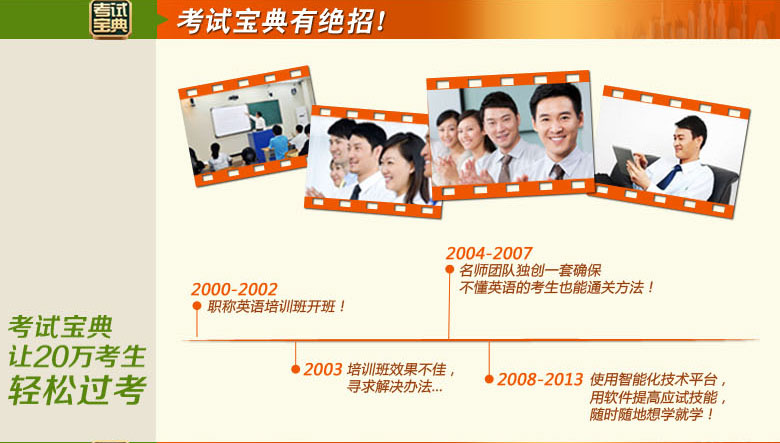 考试
宝典
考试宝典有绝招!
2004-2007
名师团队独创一套确保
不懂英语的考生也能通关方法！
2000-2002
职称英语培训班开班！
考试宝典
让20万考生
轻松过考
2003 培训班效果不佳，
寻求解决办法...
2008-2013 使用智能化技术平台，
用软件提高应试技能，
随时随地想学就学！